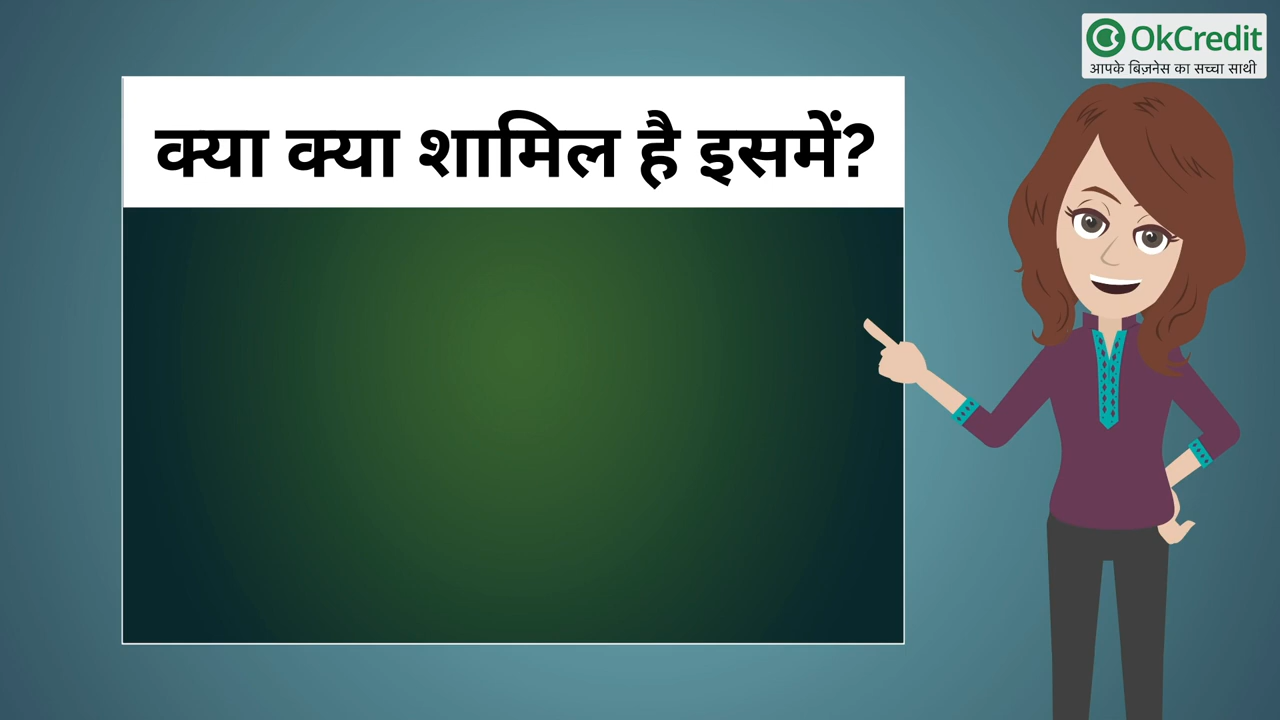 OkCredit
आपके बिज़नेस का सच्चा साथी
क्या क्या शामिल है इसमें?